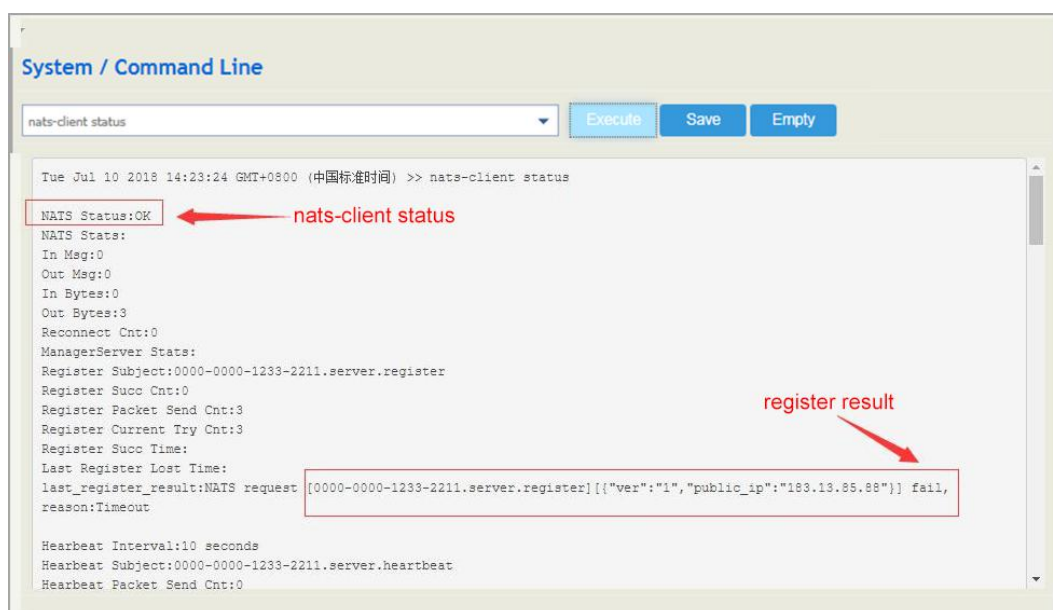 System / Command Line
nats-client status
Execute
Save
Empty
Tue Jul 10 2018 14:23:24 GMT+0800 (中国标准时间) >> nats-client status
NATS Status:OK
nats-client status
NATS Stats:
In Msg:0
Out Msg:0
In Bytes:0
Out Bytes:3
Reconnect Cnt:0
ManagerServer Stats:
Register Subject:0000-0000-1233-2211.server.register
Register Succ Cnt:0
Register Packet Send Cnt:3
register result
Register Current Try Cnt:3
Register Succ Time:
Last Register Lost Time:
last_register_result:NATS request [0000-0000-1233-2211.server.register][{"ver":"1","public_ip":"183.13.85.88"}] fail,
reason:Timeout
Hearbeat Interval:10 seconds
Hearbeat Subject:0000-0000-1233-2211.server.heartbeat
Hearbeat Packet Send Cnt:0